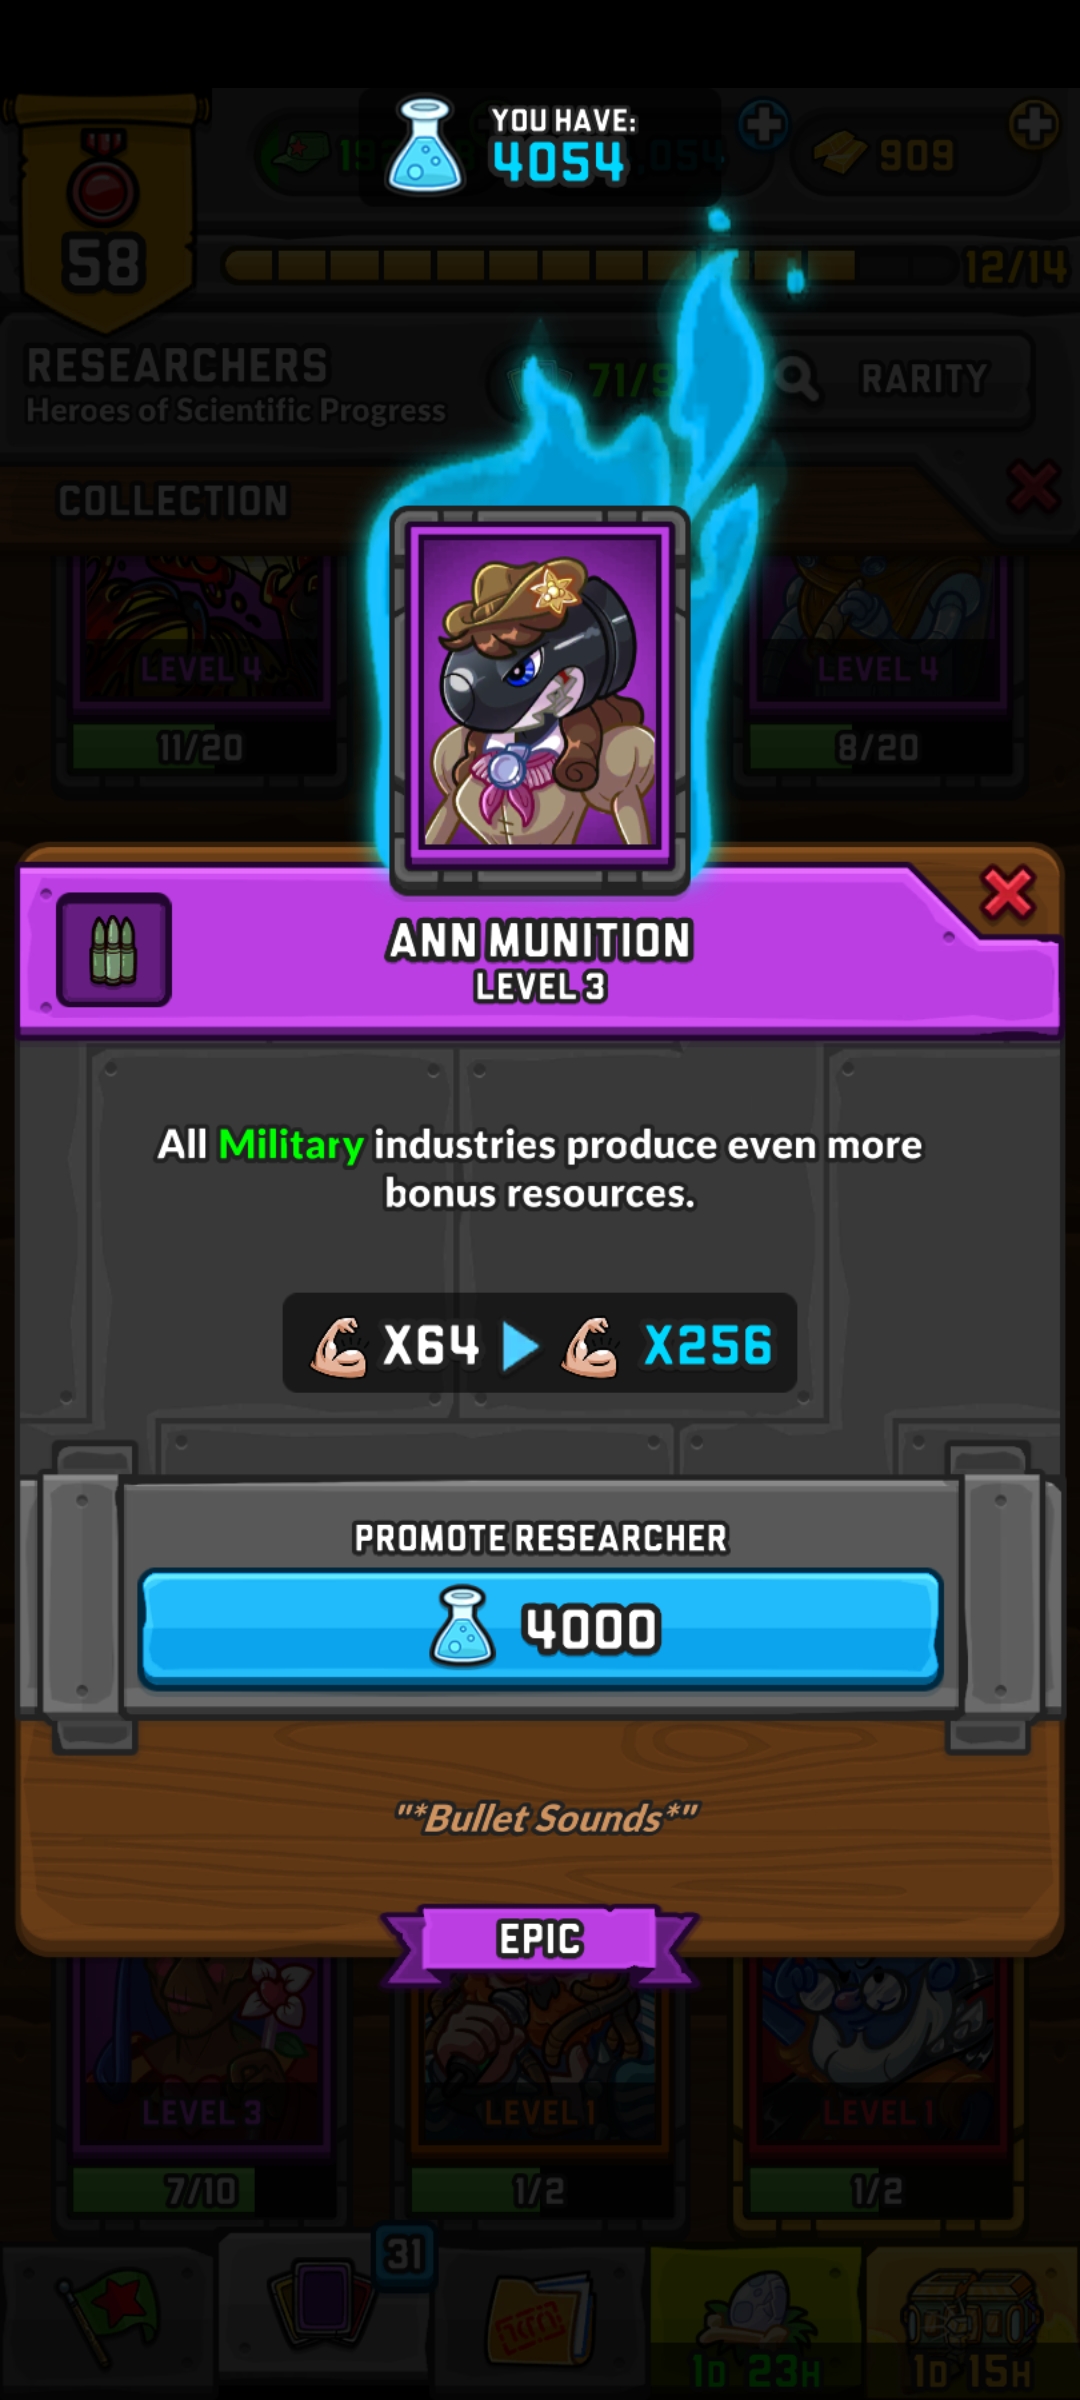 YOU HAVE:
4054
909
58
12/14
RESEARCHERS
Heroes of Scientific Progress
RARITY
COLLECTION
LEVEL 4
LEVEL 4
11/20
8/20
ANN MUNITION
LEVEL 3
All Military industries produce even more
bonus resources.
X64 X256
PROMOTE RESEARCHER
4000
"*Bullet Sounds*"
EPIC
LEVEL 3
LEVEL 1
LEVEL 1
7/10
1/2
1/2
31
1D 23H
1D 15H